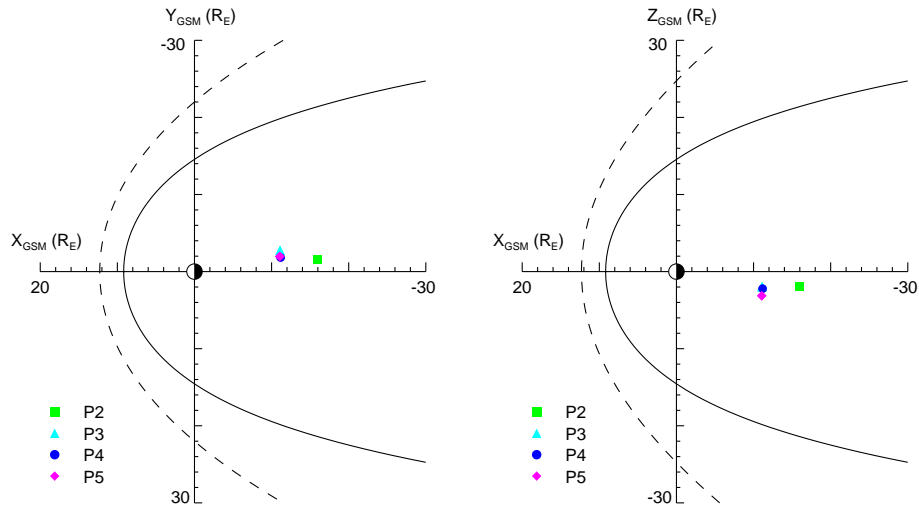 Y_GSM (R_E)
-30
X_GSM (R_E)
20
-30
P2
P3
P4
P5
30
Z_GSM (R_E)
30
X_GSM (R_E)
20
-30
P2
P3
P4
P5
-30